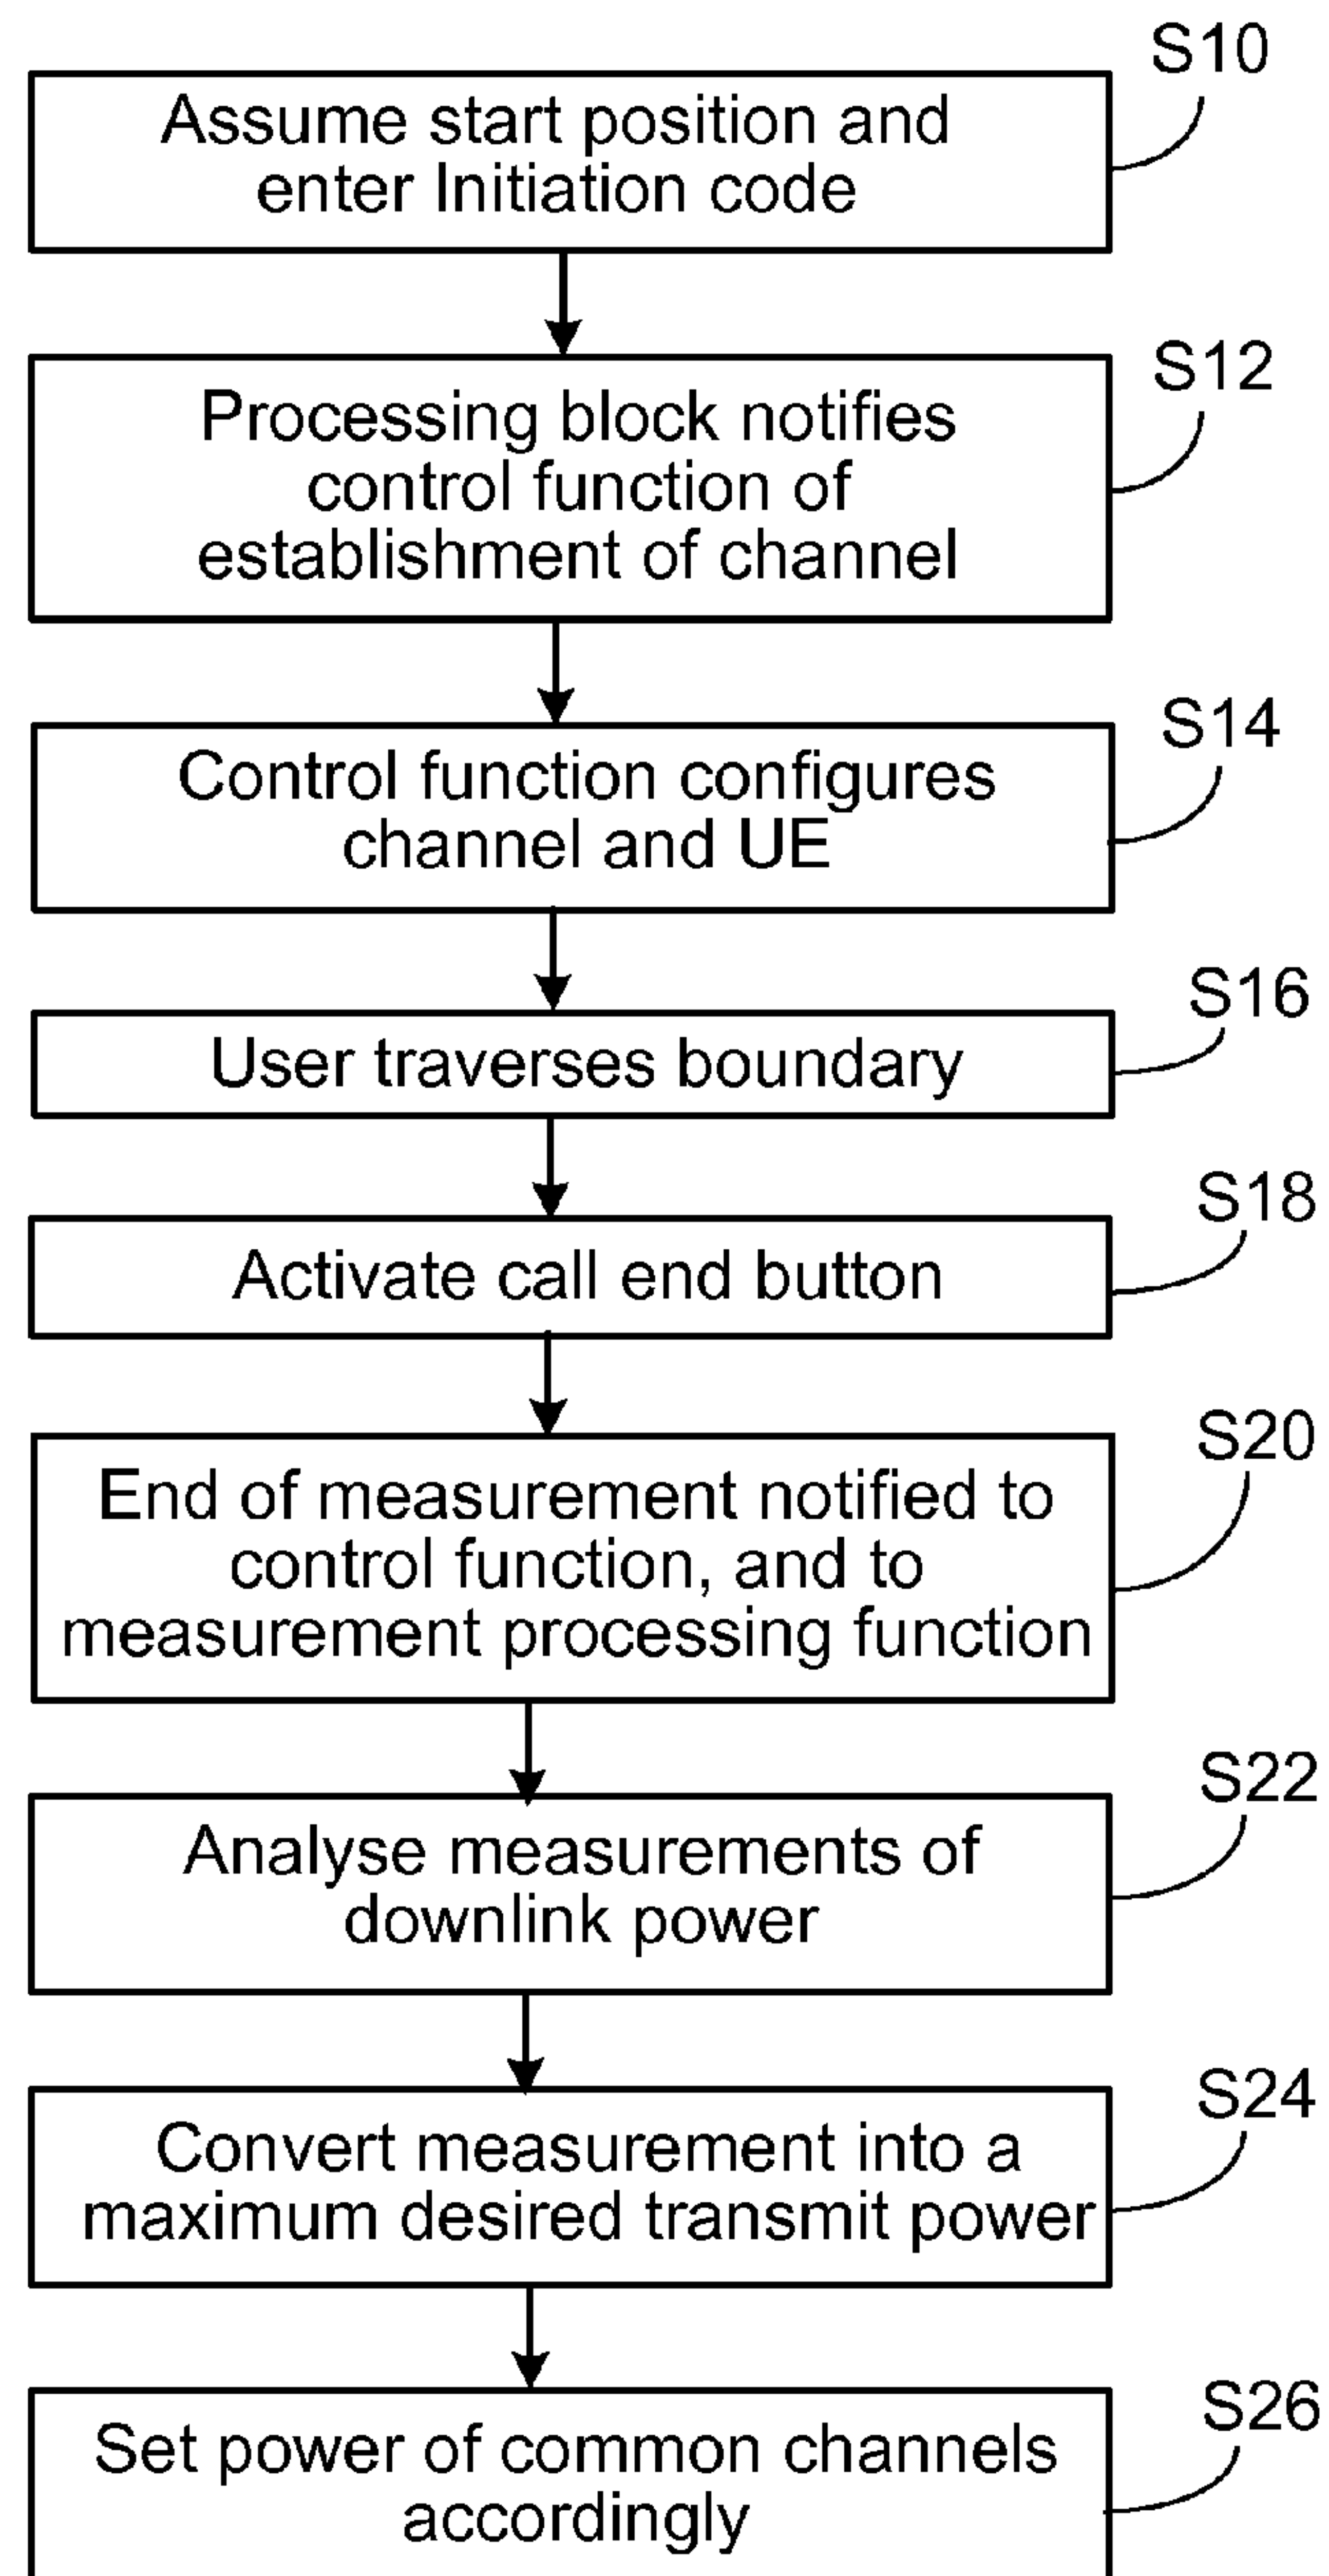 S10
Assume start position and
enter Initiation code
S12
Processing block notifies
control function of
establishment of channel
S14
Control function configures
channel and UE
S16
User traverses boundary
S18
Activate call end button
S20
End of measurement notified to
control function, and to
measurement processing function
S22
Analyse measurements of
downlink power
S24
Convert measurement into a
maximum desired transmit power
S26
Set power of common channels
accordingly